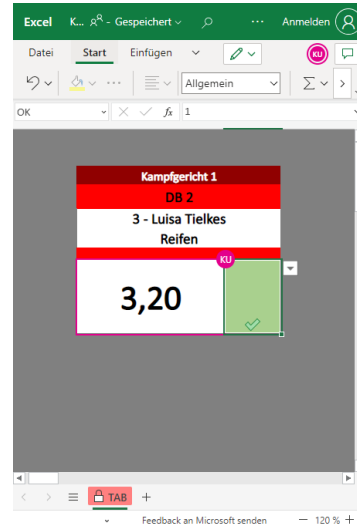 Excel K... - Gespeichert ··· Anmelden
Datei Start Einfügen KU
··· Allgemein Σ
OK fx 1
Kampfgericht 1
DB 2
3 - Luisa Tielkes
Reifen
KU
3,20
TAB +
Feedback an Microsoft senden — 120 % +